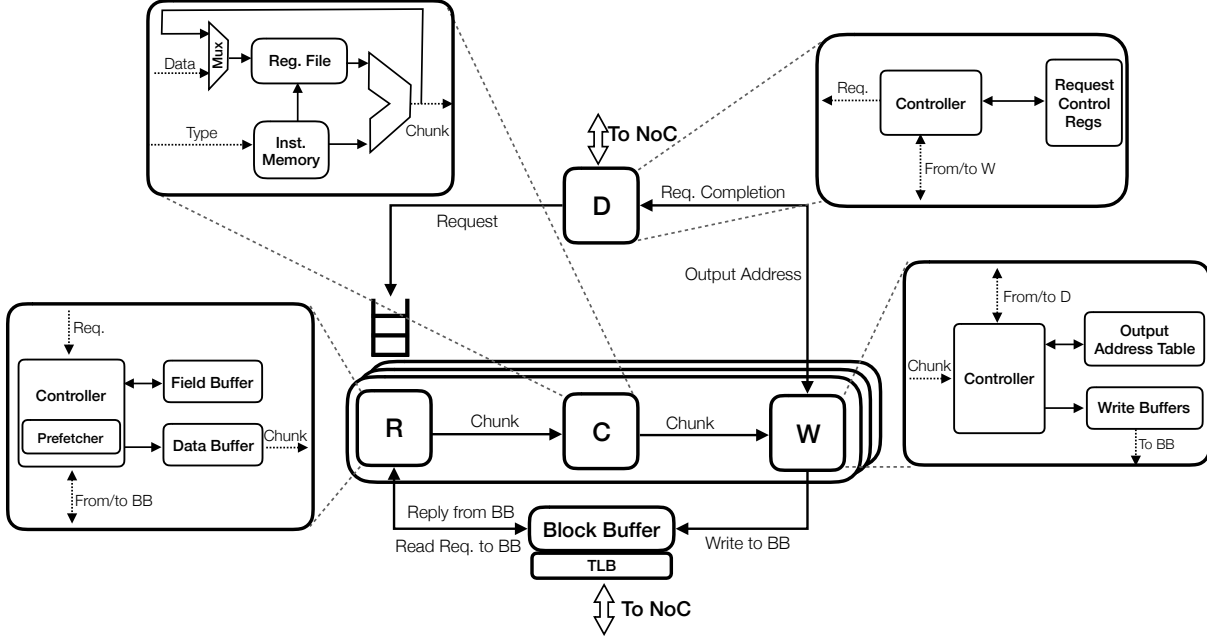 Mux
Data
Reg. File
Type
Inst.
Memory
Chunk
Req.
Controller
Request
Control
Regs
From/to W
To NoC
D
Request
Req. Completion
Output Address
Req.
Controller
Prefetcher
Field Buffer
Data Buffer
Chunk
From/to BB
R
Chunk
C
Chunk
W
From/to D
Chunk
Controller
Output
Address Table
Write Buffers
To BB
Reply from BB
Read Req. to BB
Block Buffer
TLB
Write to BB
To NoC